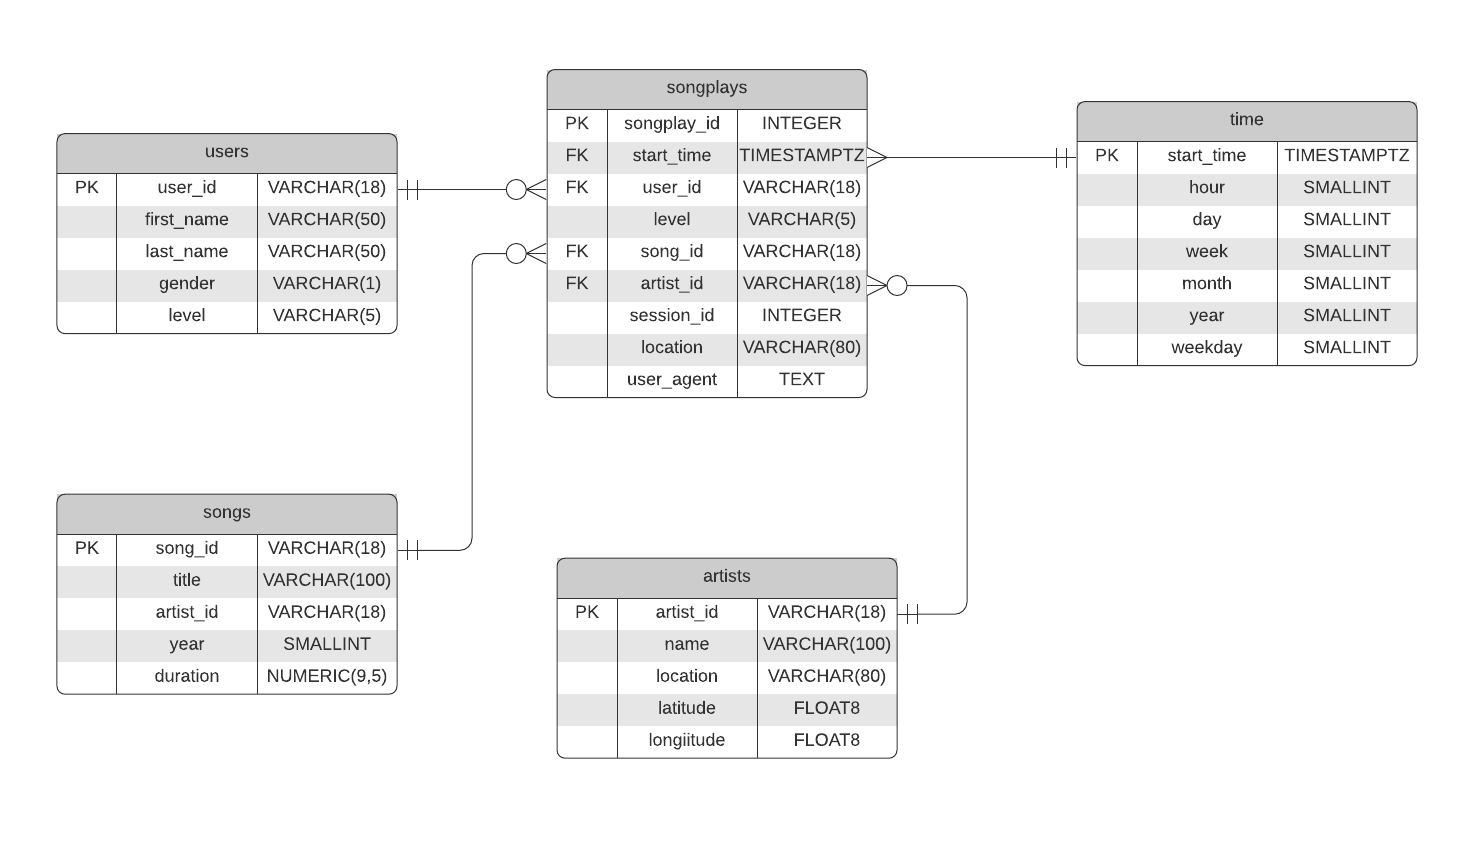 songplays
PK songplay_id INTEGER
FK start_time TIMESTAMPTZ
FK user_id VARCHAR(18)
level VARCHAR(5)
FK song_id VARCHAR(18)
FK artist_id VARCHAR(18)
session_id INTEGER
location VARCHAR(80)
user_agent TEXT
time
PK start_time TIMESTAMPTZ
hour SMALLINT
day SMALLINT
week SMALLINT
month SMALLINT
year SMALLINT
weekday SMALLINT
users
PK user_id VARCHAR(18)
first_name VARCHAR(50)
last_name VARCHAR(50)
gender VARCHAR(1)
level VARCHAR(5)
songs
PK song_id VARCHAR(18)
title VARCHAR(100)
artist_id VARCHAR(18)
year SMALLINT
duration NUMERIC(9,5)
artists
PK artist_id VARCHAR(18)
name VARCHAR(100)
location VARCHAR(80)
latitude FLOAT8
longiitude FLOAT8